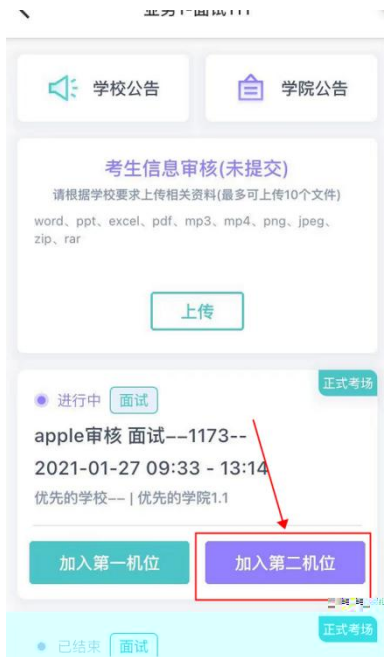 学校公告
学院公告
考生信息审核(未提交)
请根据学校要求上传相关资料(最多可上传10个文件)
word、ppt、excel、pdf、mp3、mp4、png、jpeg、
zip、rar
上传
正式考场
进行中 面试
apple审核 面试––1173--
2021-01-27 09:33 - 13:14
优先的学校–– | 优先的学院1.1
加入第一机位
加入第二机位
正式考场
已结束 面试